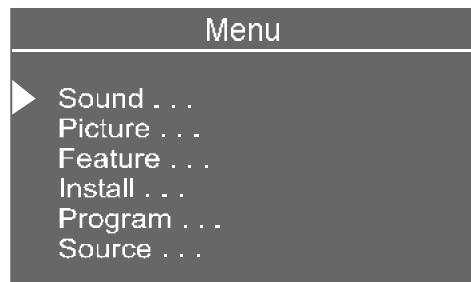 Menu
Sound . . .
Picture . . .
Feature . . .
Install . . .
Program . . .
Source . . .